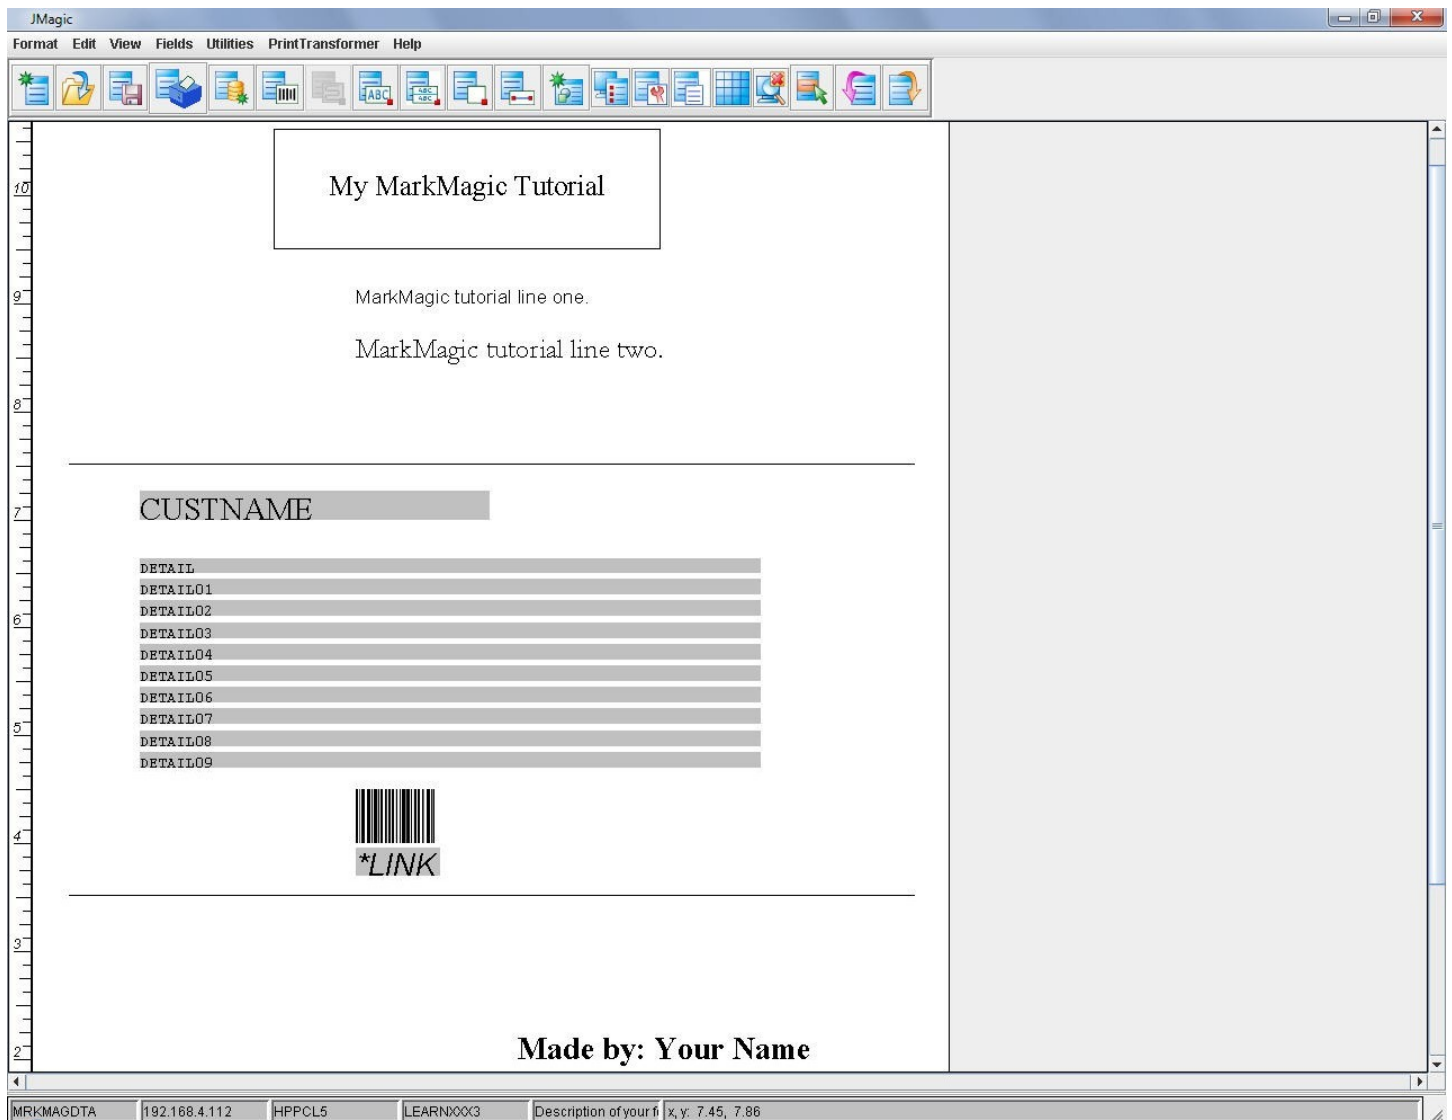 JMagic
Format Edit View Fields Utilities PrintTransformer Help
ABC
ABC
ABC
10
My MarkMagic Tutorial
9
MarkMagic tutorial line one.
MarkMagic tutorial line two.
8
7
CUSTNAME
DETAIL
DETAIL01
6
DETAIL02
DETAIL03
DETAIL04
DETAIL05
DETAIL06
5
DETAIL07
DETAIL08
DETAIL09
4
*LINK
3
2
Made by: Your Name
MRKMAGDTA 192.168.4.112 HPPCL5 LEARNXXX3 Description of your f x, y: 7.45, 7.86